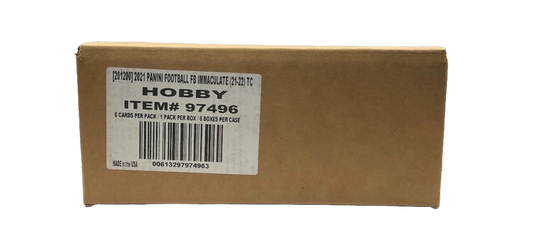 [201280] 2021 PANINI FOOTBALL FB IMMACULATE (21-22) TC
HOBBY
ITEM# 97496
6 CARDS PER PACK / 1 PACK PER BOX / 6 BOXES PER CASE
MADE in the USA
00613297974963